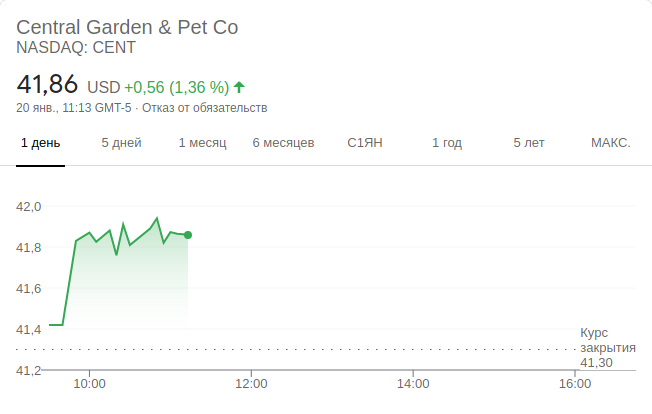 Central Garden & Pet Co
NASDAQ: CENT
41,86 USD +0,56 (1,36 %)
20 янв., 11:13 GMT-5 · Отказ от обязательств
1 день 5 дней 1 месяц 6 месяцев С1ЯН 1 год 5 лет МАКС.
42,0
41,8
41,6
41,4
Курс
закрытия
41,30
41,2
10:00 12:00 14:00 16:00